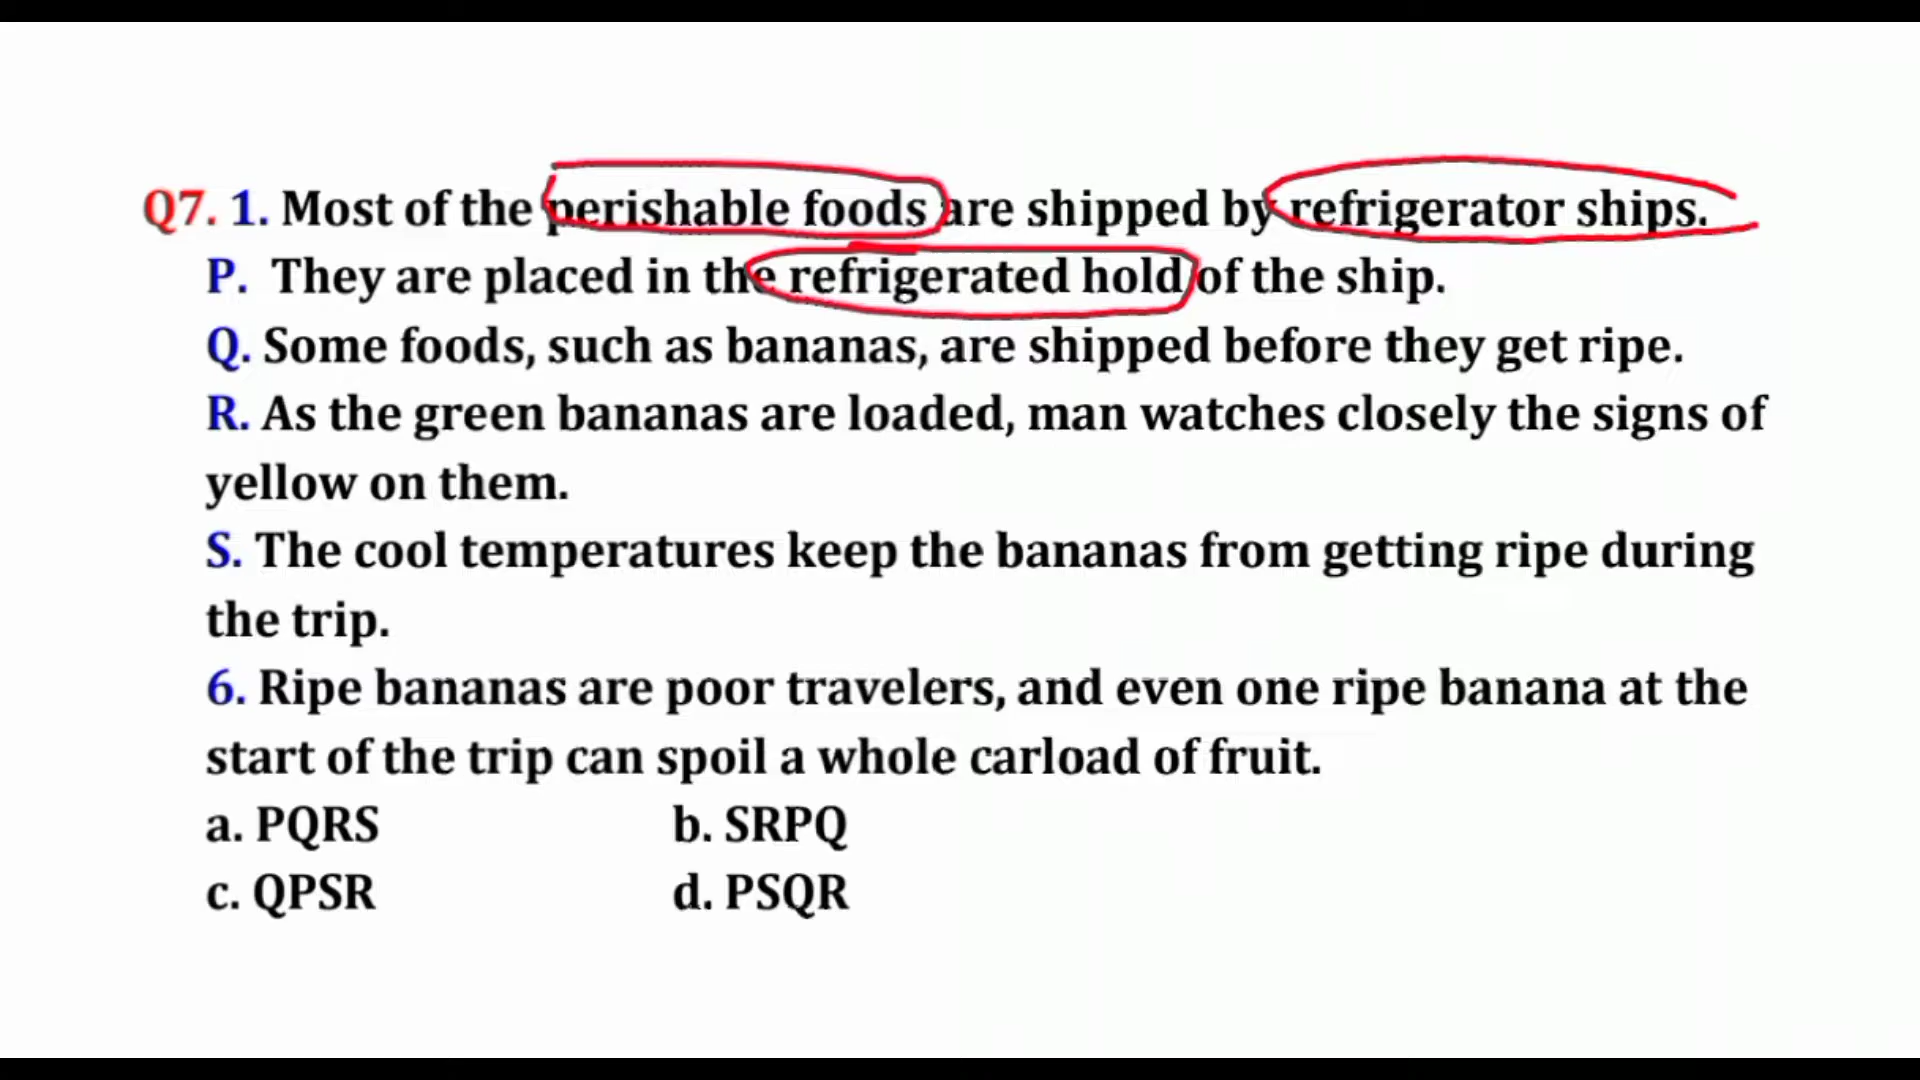 Q7. 1. Most of the perishable foods are shipped by refrigerator ships.
P. They are placed in the refrigerated hold of the ship.
Q. Some foods, such as bananas, are shipped before they get ripe.
R. As the green bananas are loaded, man watches closely the signs of
yellow on them.
S. The cool temperatures keep the bananas from getting ripe during
the trip.
6. Ripe bananas are poor travelers, and even one ripe banana at the
start of the trip can spoil a whole carload of fruit.
a. PQRS b. SRPQ
c. QPSR d. PSQR